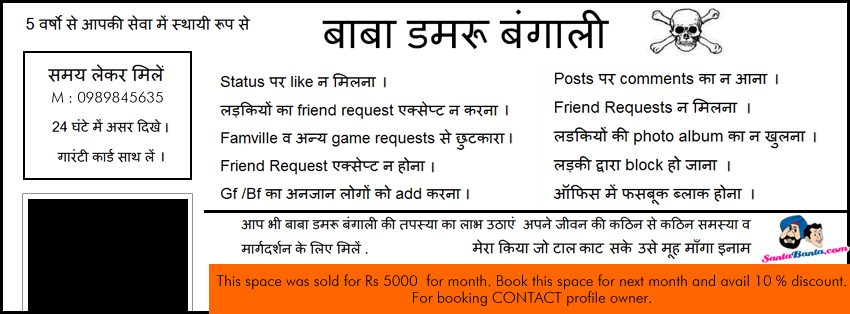 5 वर्षो से आपकी सेवा में स्थायी रूप से
बाबा डमरू बंगाली
समय लेकर मिलें
M : 0989845635
24 घंटे में असर दिखे ।
गारंटी कार्ड साथ लें ।
Status पर like न मिलना ।
लड़कियों का friend request एक्सेप्ट न करना ।
Famville व अन्य game requests से छुटकारा ।
Friend Request एक्सेप्ट न होना ।
Gf /Bf का अनजान लोगों को add करना ।
Posts पर comments का न आना ।
Friend Requests न मिलना ।
लडकियों की photo album का न खुलना ।
लड़की द्वारा block हो जाना ।
ऑफिस में फसबूक ब्लाक होना ।
आप भी बाबा डमरू बंगाली की तपस्या का लाभ उठाएं अपने जीवन की कठिन से कठिन समस्या व
मार्गदर्शन के लिए मिलें . मेरा किया जो टाल काट सके उसे मूह माँगा इनाम
SantaBanta.com
This space was sold for Rs 5000 for month. Book this space for next month and avail 10 % discount.
For booking CONTACT profile owner.